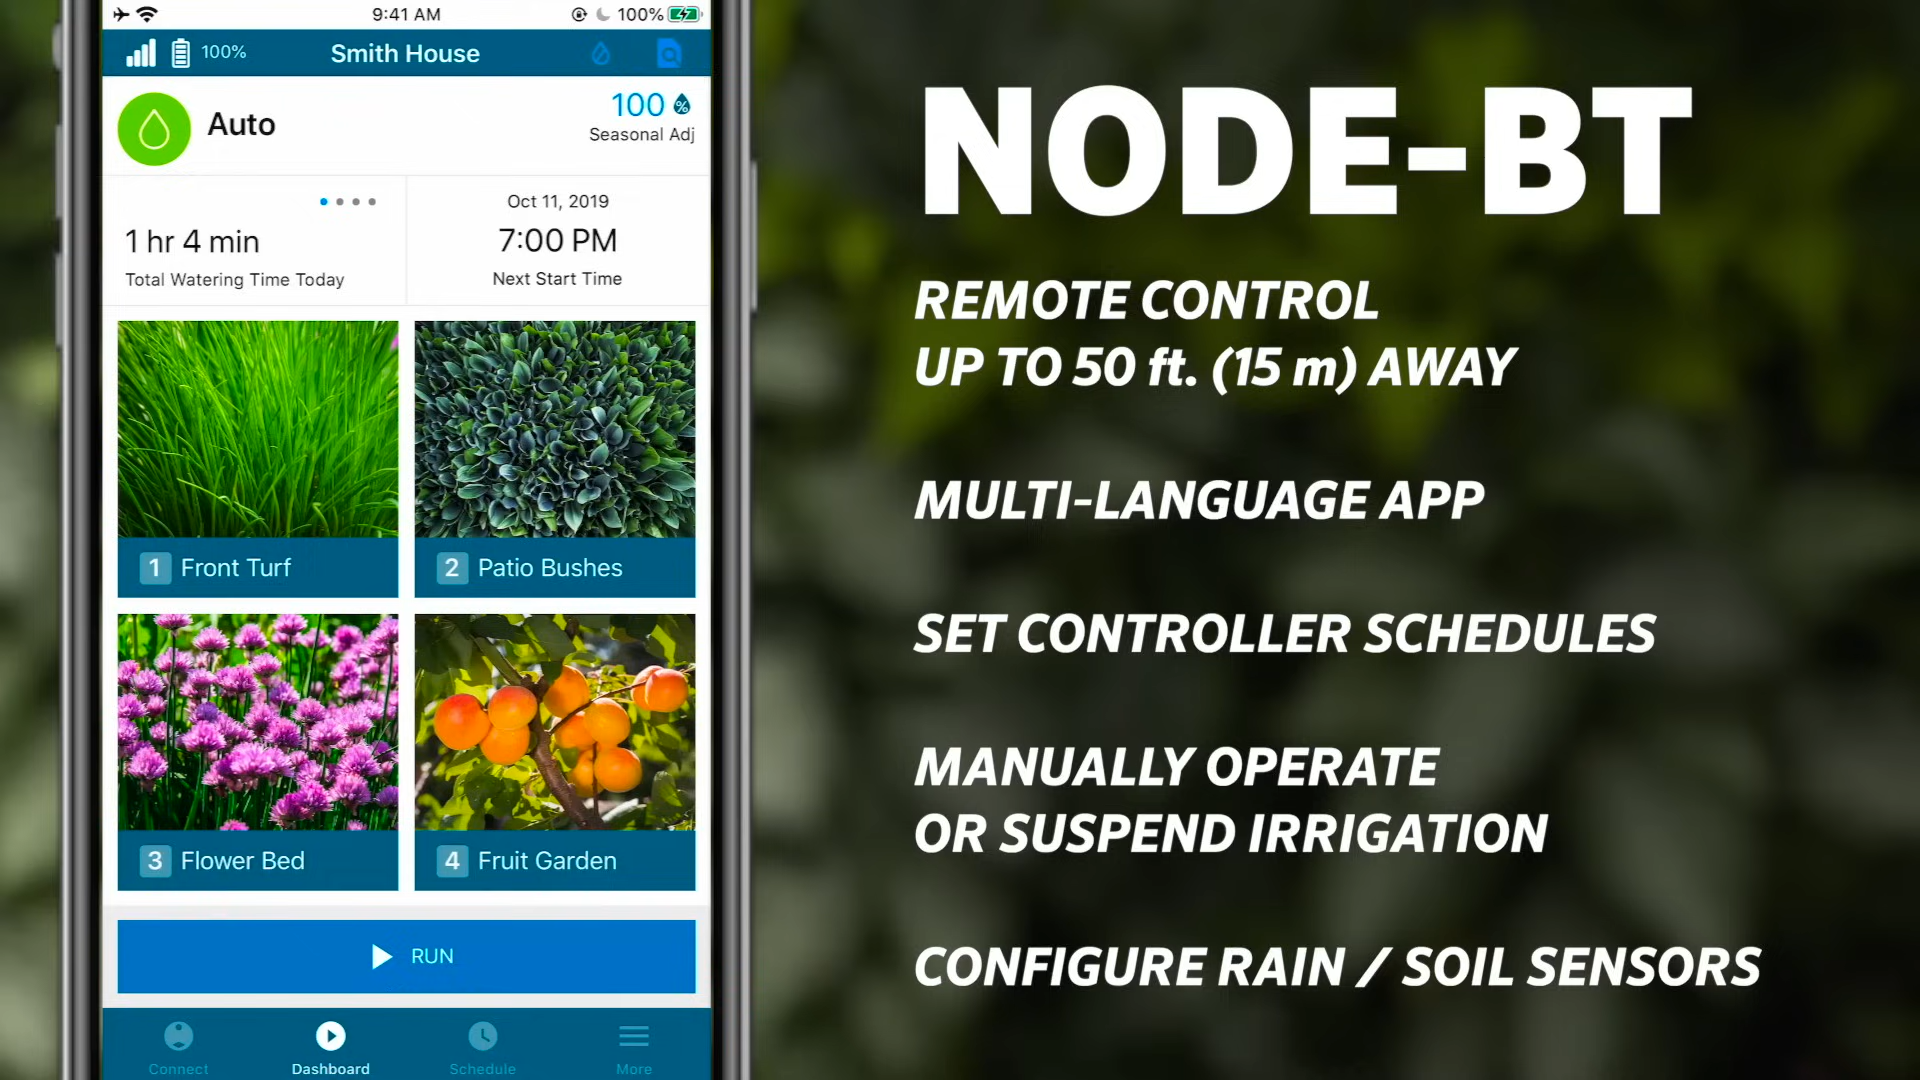 9:41 AM
100%
100%
Smith House
Auto
100 %
Seasonal Adj
1 hr 4 min
Total Watering Time Today
Oct 11, 2019
7:00 PM
Next Start Time
1 Front Turf
2 Patio Bushes
3 Flower Bed
4 Fruit Garden
RUN
Connect
Dashboard
Schedule
More
NODE-BT
REMOTE CONTROL
UP TO 50 ft. (15 m) AWAY
MULTI-LANGUAGE APP
SET CONTROLLER SCHEDULES
MANUALLY OPERATE
OR SUSPEND IRRIGATION
CONFIGURE RAIN / SOIL SENSORS